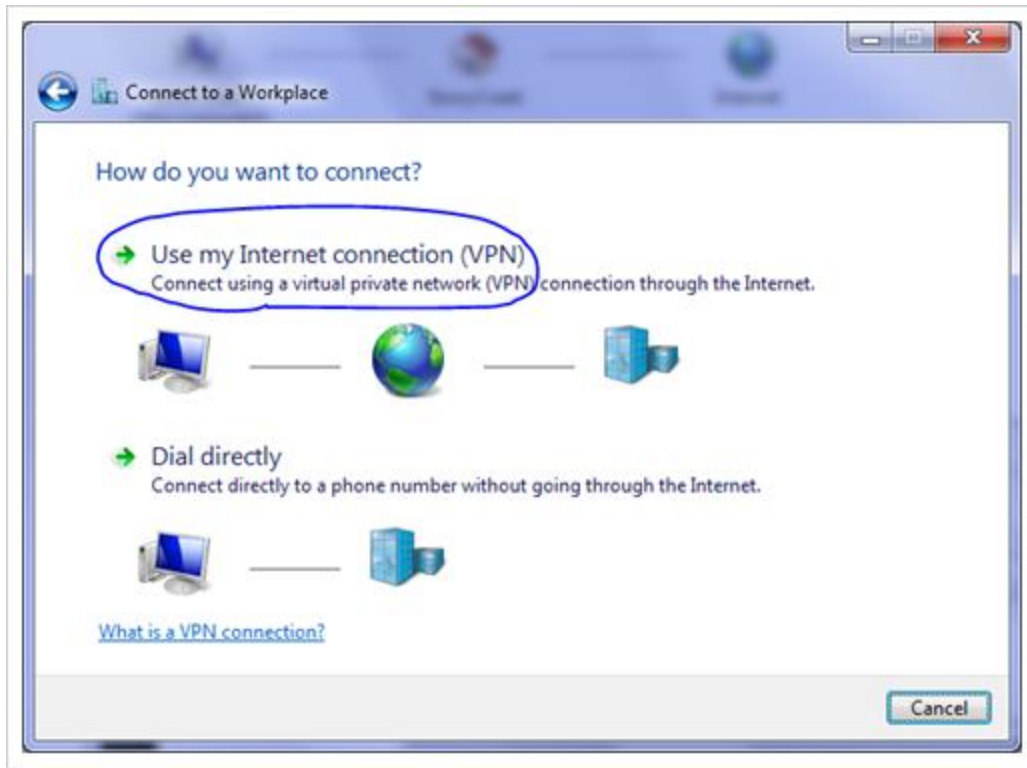 Connect to a Workplace
How do you want to connect?
Use my Internet connection (VPN)
Connect using a virtual private network (VPN) connection through the Internet.
Dial directly
Connect directly to a phone number without going through the Internet.
What is a VPN connection?
Cancel